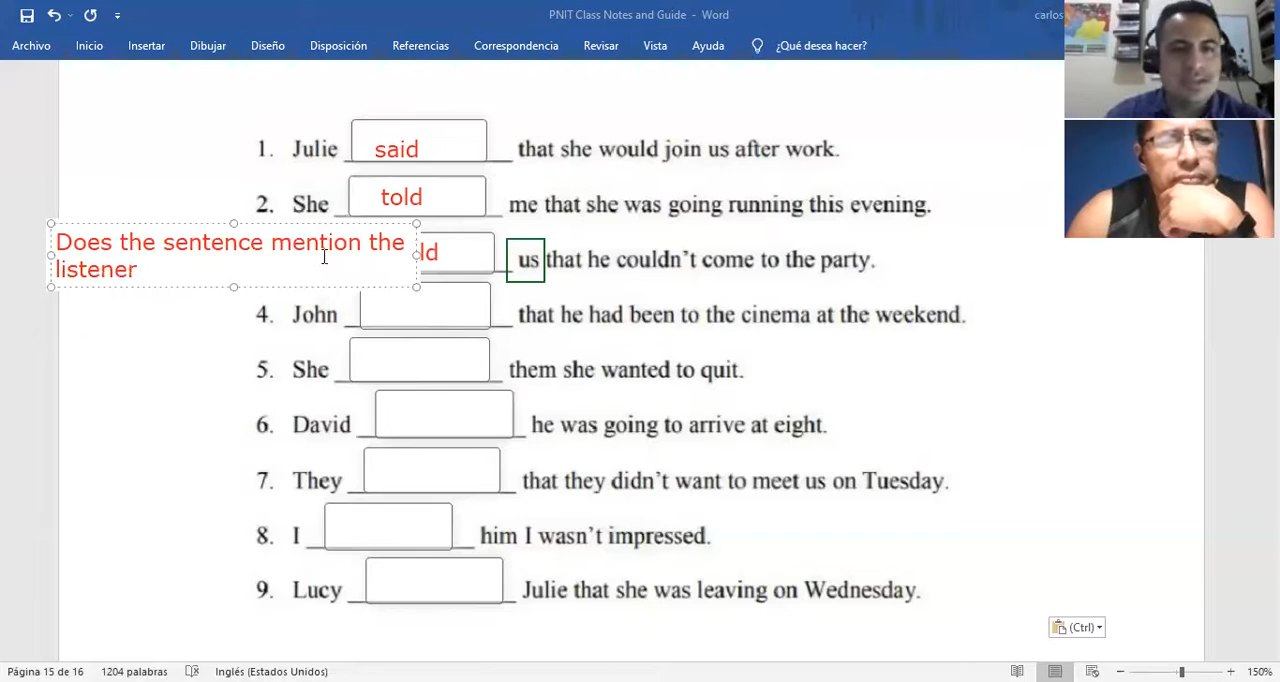 PNIT Class Notes and Guide - Word
carlos
Archivo Inicio Insertar Dibujar Diseño Disposición Referencias Correspondencia Revisar Vista Ayuda ¿Qué desea hacer?
1. Julie said that she would join us after work.
2. She told me that she was going running this evening.
Does the sentence mention the
listener
ld us that he couldn't come to the party.
4. John that he had been to the cinema at the weekend.
5. She them she wanted to quit.
6. David he was going to arrive at eight.
7. They that they didn't want to meet us on Tuesday.
8. I him I wasn't impressed.
9. Lucy Julie that she was leaving on Wednesday.
(Ctrl)
Página 15 de 16 1204 palabras Inglés (Estados Unidos) 150%